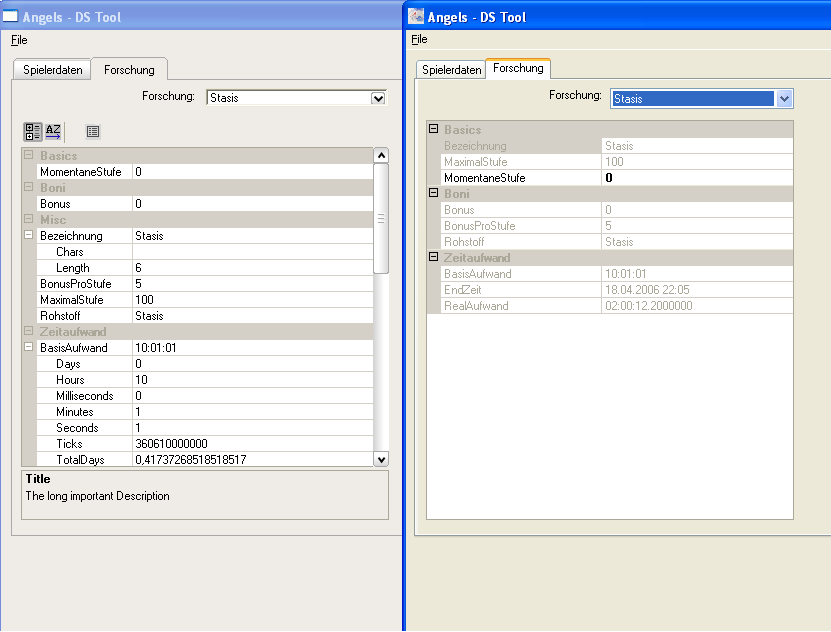 Angels - DS Tool
File
Spielerdaten Forschung
Forschung: Stasis
AZ
Basics
MomentaneStufe 0
Boni
Bonus 0
Misc
Bezeichnung Stasis
Chars
Length 6
BonusProStufe 5
MaximalStufe 100
Rohstoff Stasis
Zeitaufwand
BasisAufwand 10:01:01
Days 0
Hours 10
Milliseconds 0
Minutes 1
Seconds 1
Ticks 360610000000
TotalDays 0,41737268518518517
Title
The long important Description
Angels - DS Tool
File
Spielerdaten Forschung
Forschung: Stasis
Basics
Bezeichnung Stasis
MaximalStufe 100
MomentaneStufe 0
Boni
Bonus 0
BonusProStufe 5
Rohstoff Stasis
Zeitaufwand
BasisAufwand 10:01:01
EndZeit 18.04.2006 22:05
RealAufwand 02:00:12.2000000